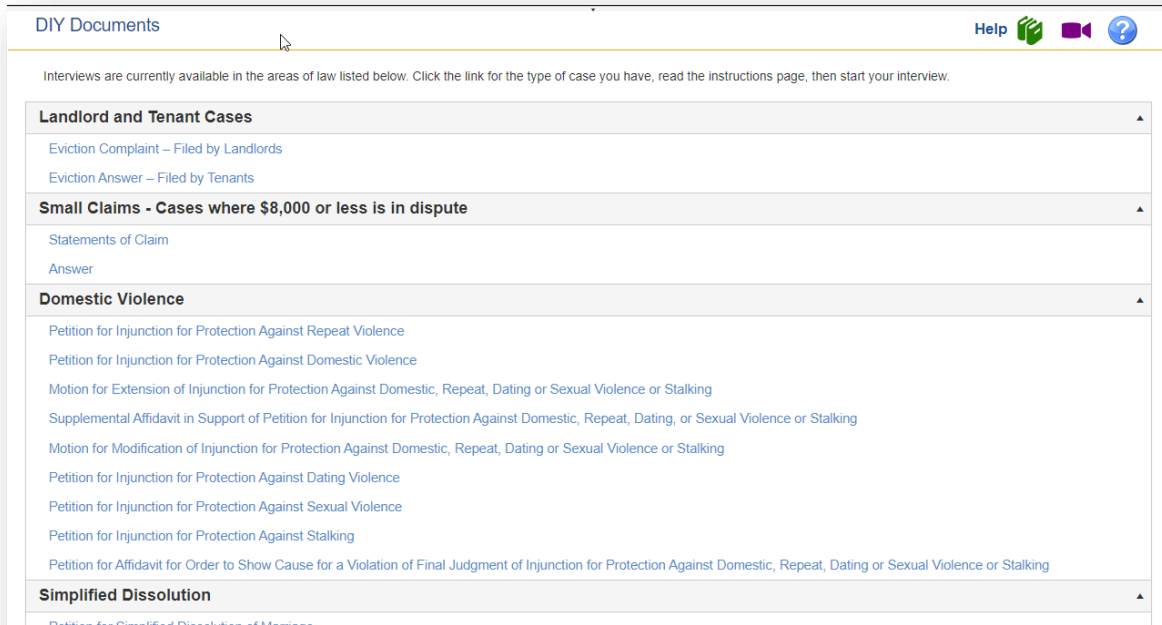 DIY Documents
Help
Interviews are currently available in the areas of law listed below. Click the link for the type of case you have, read the instructions page, then start your interview.
Landlord and Tenant Cases
Eviction Complaint – Filed by Landlords
Eviction Answer – Filed by Tenants
Small Claims - Cases where $8,000 or less is in dispute
Statements of Claim
Answer
Domestic Violence
Petition for Injunction for Protection Against Repeat Violence
Petition for Injunction for Protection Against Domestic Violence
Motion for Extension of Injunction for Protection Against Domestic, Repeat, Dating or Sexual Violence or Stalking
Supplemental Affidavit in Support of Petition for Injunction for Protection Against Domestic, Repeat, Dating, or Sexual Violence or Stalking
Motion for Modification of Injunction for Protection Against Domestic, Repeat, Dating or Sexual Violence or Stalking
Petition for Injunction for Protection Against Dating Violence
Petition for Injunction for Protection Against Sexual Violence
Petition for Injunction for Protection Against Stalking
Petition for Affidavit for Order to Show Cause for a Violation of Final Judgment of Injunction for Protection Against Domestic, Repeat, Dating or Sexual Violence or Stalking
Simplified Dissolution
Petition for Simplified Dissolution of Marriage